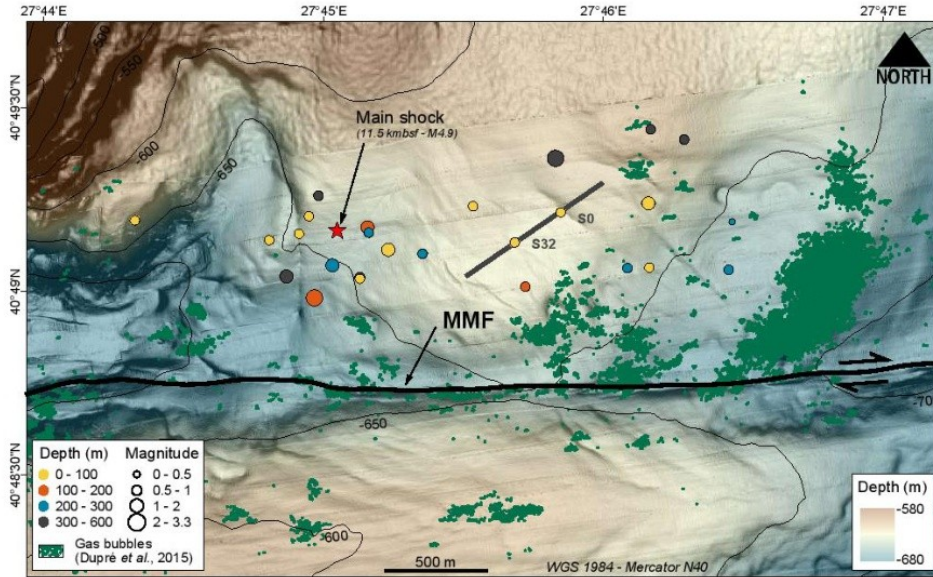 27°44'E
27°45'E
27°46'E
27°47'E
-500
-550
-600
-650
NORTH
40°49'30"N
Main shock
(11.5 kmbsf - M4.9)
S0
S32
40°49'N
MMF
-650
-70
40°48'30"N
Depth (m)
0 - 100
100 - 200
200 - 300
300 - 600
Magnitude
0 - 0.5
0.5 - 1
1 - 2
2 - 3.3
Gas bubbles
(Dupré et al., 2015)
-600
500 m
WGS 1984 - Mercator N40
Depth (m)
-580
-680